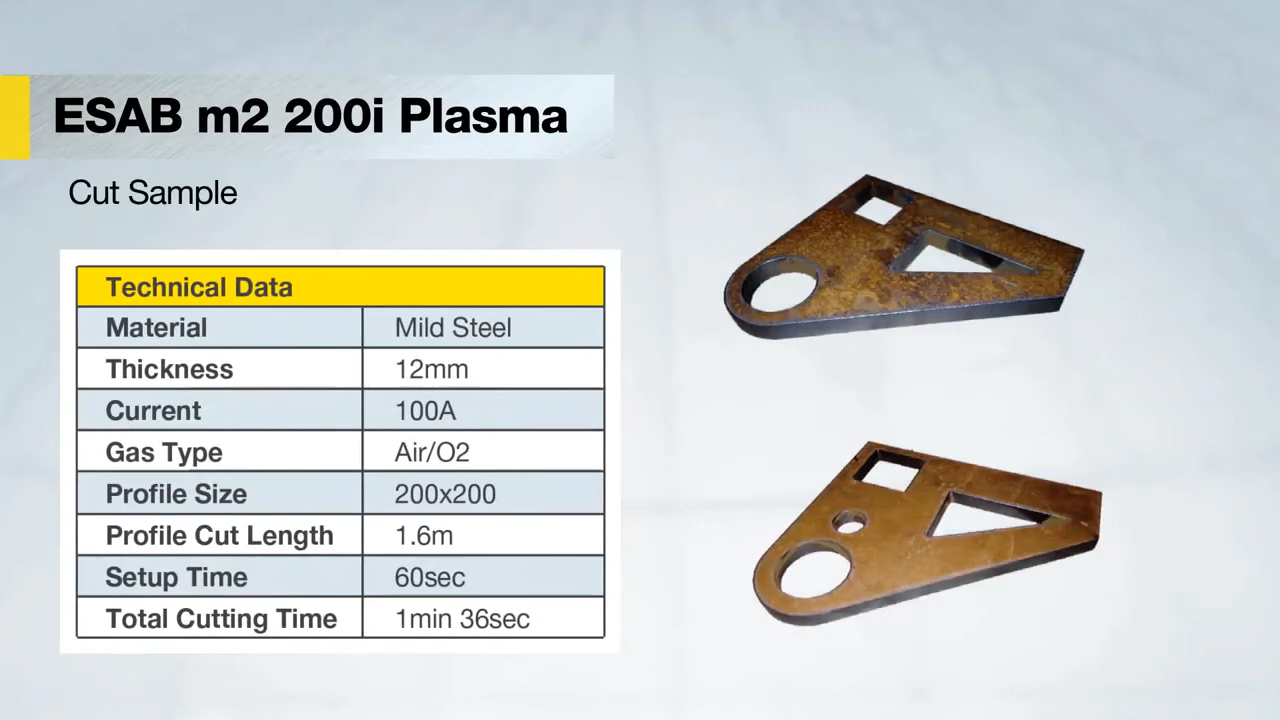 ESAB m2 200i Plasma
Cut Sample
Technical Data
Material Mild Steel
Thickness 12mm
Current 100A
Gas Type Air/O2
Profile Size 200x200
Profile Cut Length 1.6m
Setup Time 60sec
Total Cutting Time 1min 36sec